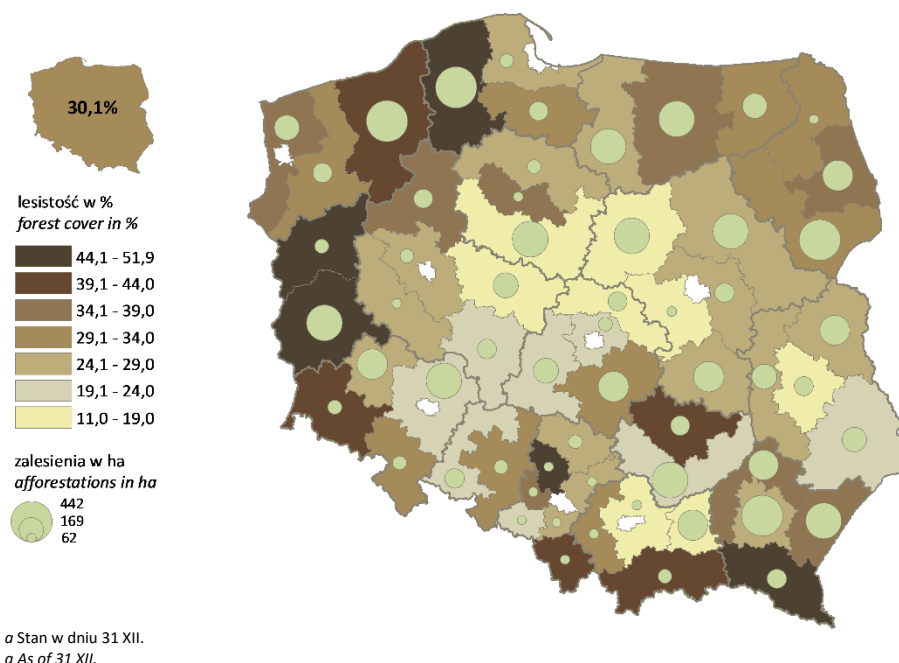 30,1%
lesistość w %
forest cover in %
44,1 - 51,9
39,1 - 44,0
34,1 - 39,0
29,1 - 34,0
24,1 - 29,0
19,1 - 24,0
11,0 - 19,0
zalesienia w ha
afforestations in ha
442
169
62
a Stan w dniu 31 XII.
a As of 31 XII.